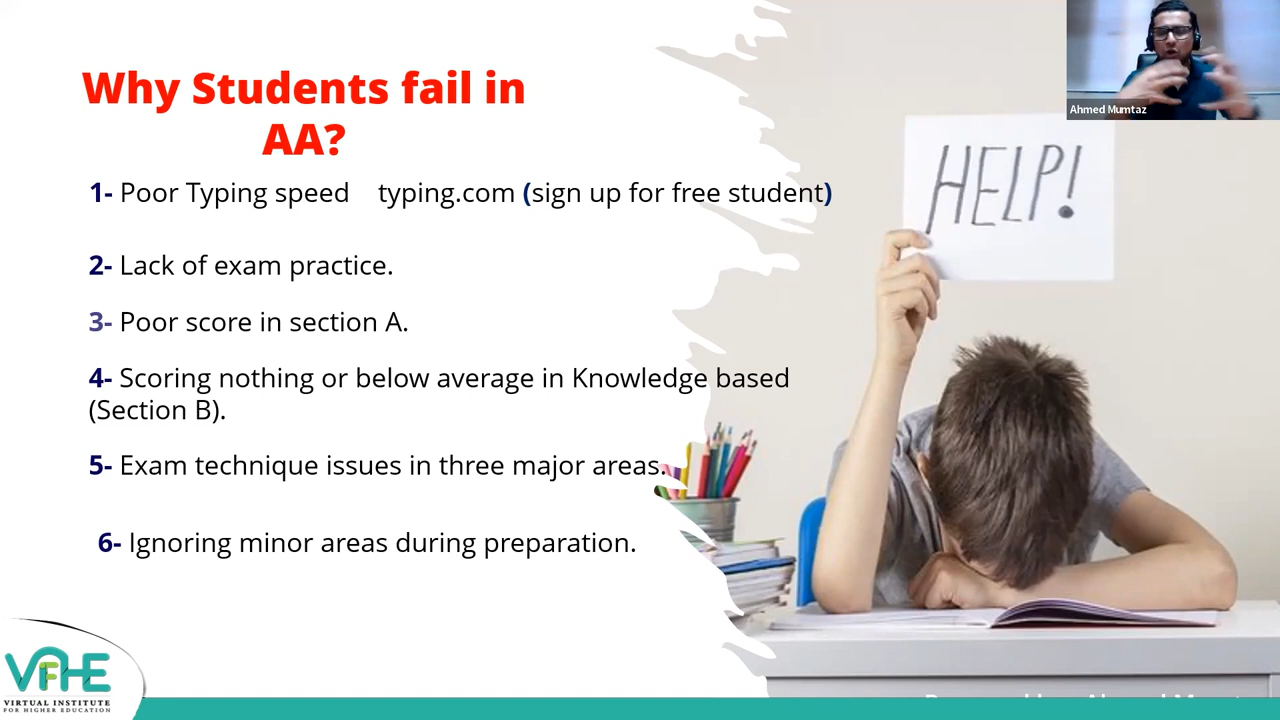 Why Students fail in
AA?
1- Poor Typing speed typing.com (sign up for free student)
2- Lack of exam practice.
3- Poor score in section A.
4- Scoring nothing or below average in Knowledge based
(Section B).
5- Exam technique issues in three major areas.
6- Ignoring minor areas during preparation.
HELP!
Ahmed Mumtaz
VIFHE
VIRTUAL INSTITUTE
FOR HIGHER EDUCATION